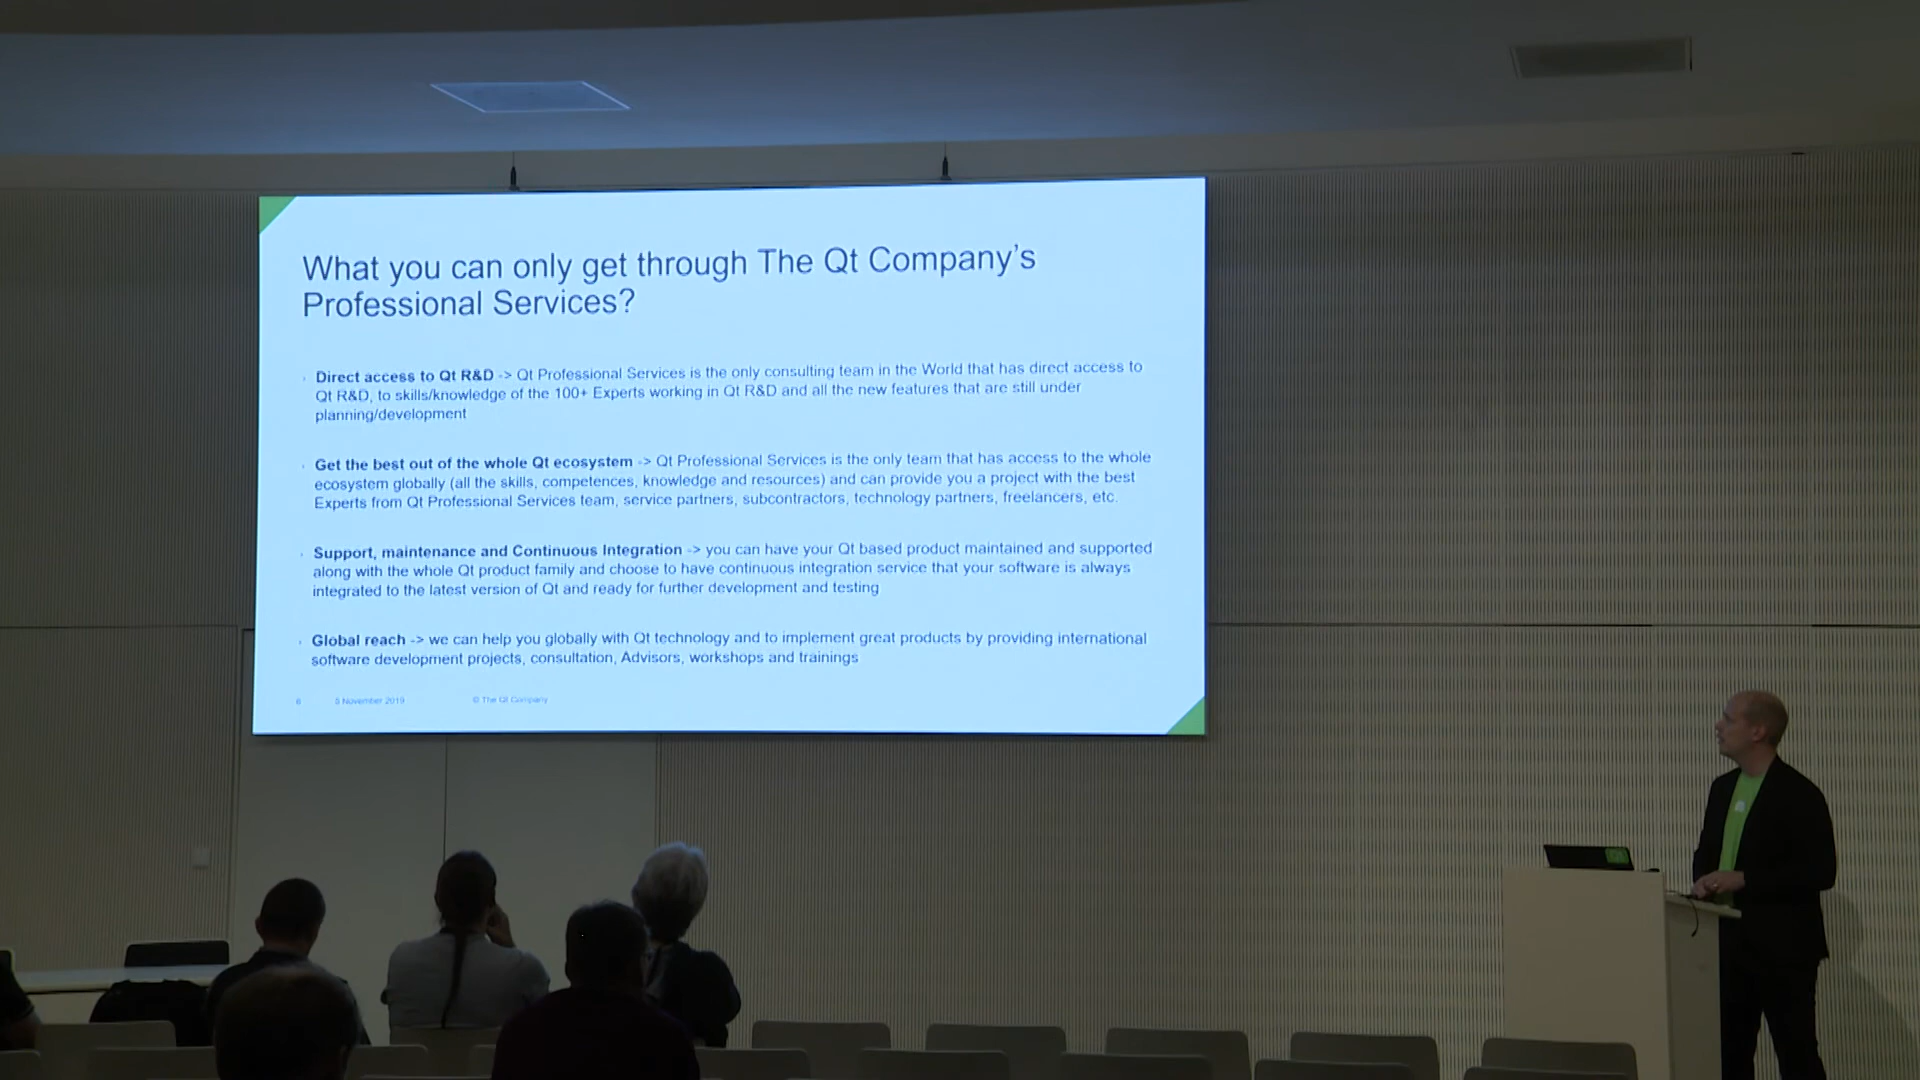 What you can only get through The Qt Company's
Professional Services?
Direct access to Qt R&D -> Qt Professional Services is the only consulting team in the World that has direct access to
Qt R&D, to skills/knowledge of the 100+ Experts working in Qt R&D and all the new features that are still under
planning/development
Get the best out of the whole Qt ecosystem -> Qt Professional Services is the only team that has access to the whole
ecosystem globally (all the skills, competences, knowledge and resources) and can provide you a project with the best
Experts from Qt Professional Services team, service partners, subcontractors, technology partners, freelancers, etc.
Support, maintenance and Continuous Integration -> you can have your Qt based product maintained and supported
along with the whole Qt product family and choose to have continuous integration service that your software is always
integrated to the latest version of Qt and ready for further development and testing
Global reach -> we can help you globally with Qt technology and to implement great products by providing international
software development projects, consultation, Advisors, workshops and trainings
6 5 November 2019 © The Qt Company